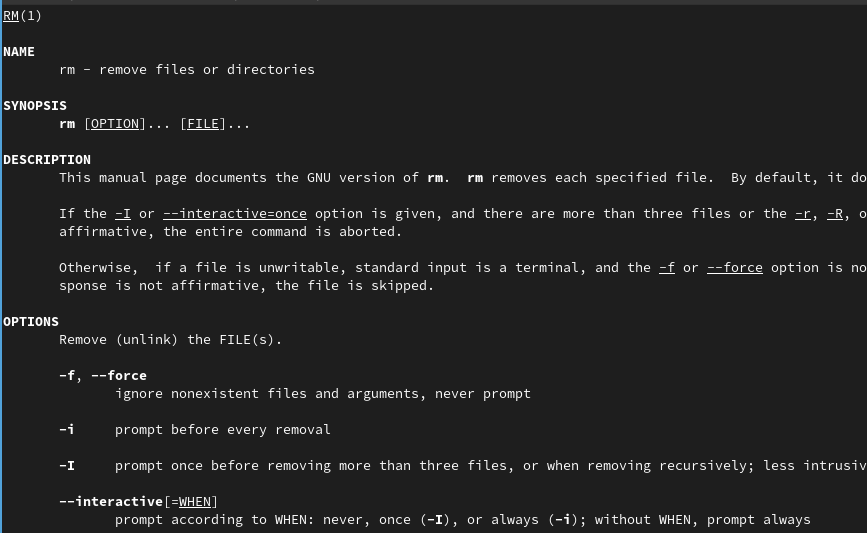 RM(1)
NAME
rm - remove files or directories
SYNOPSIS
rm [OPTION]... [FILE]...
DESCRIPTION
This manual page documents the GNU version of rm.  rm removes each specified file.  By default, it do
If the -I or --interactive=once option is given, and there are more than three files or the -r, -R, o
affirmative, the entire command is aborted.
Otherwise,  if a file is unwritable, standard input is a terminal, and the -f or --force option is no
sponse is not affirmative, the file is skipped.
OPTIONS
Remove (unlink) the FILE(s).
-f, --force
ignore nonexistent files and arguments, never prompt
-i     prompt before every removal
-I     prompt once before removing more than three files, or when removing recursively; less intrusiv
--interactive[=WHEN]
prompt according to WHEN: never, once (-I), or always (-i); without WHEN, prompt always